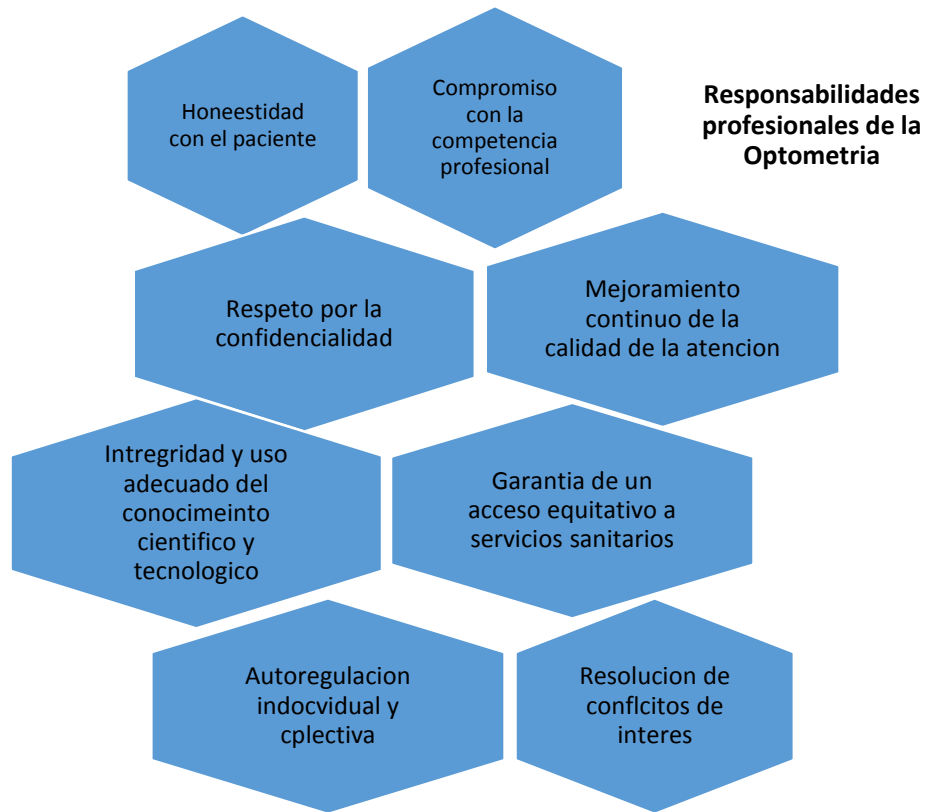 Honeestidad
con el paciente
Compromiso
con la
competencia
profesional
Responsabilidades
profesionales de la
Optometria
Respeto por la
confidencialidad
Mejoramiento
continuo de la
calidad de la atencion
Intregridad y uso
adecuado del
conocimeinto
cientifico y
tecnologico
Garantia de un
acceso equitativo a
servicios sanitarios
Autoregulacion
indocvidual y
cplectiva
Resolucion de
conflcitos de
interes